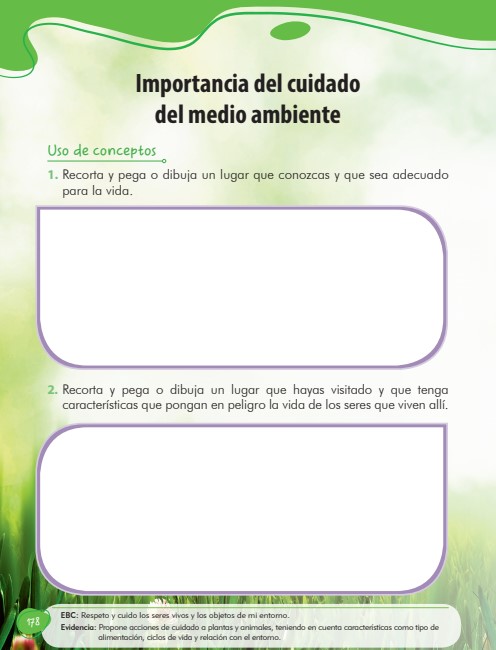 Importancia del cuidado
del medio ambiente
Uso de conceptos
1. Recorta y pega o dibuja un lugar que conozcas y que sea adecuado
para la vida.
2. Recorta y pega o dibuja un lugar que hayas visitado y que tenga
características que pongan en peligro la vida de los seres que viven allí.
178
EBC: Respeto y cuido los seres vivos y los objetos de mi entorno.
Evidencia: Propone acciones de cuidado a plantas y animales, teniendo en cuenta características como tipo de
alimentación, ciclos de vida y relación con el entorno.